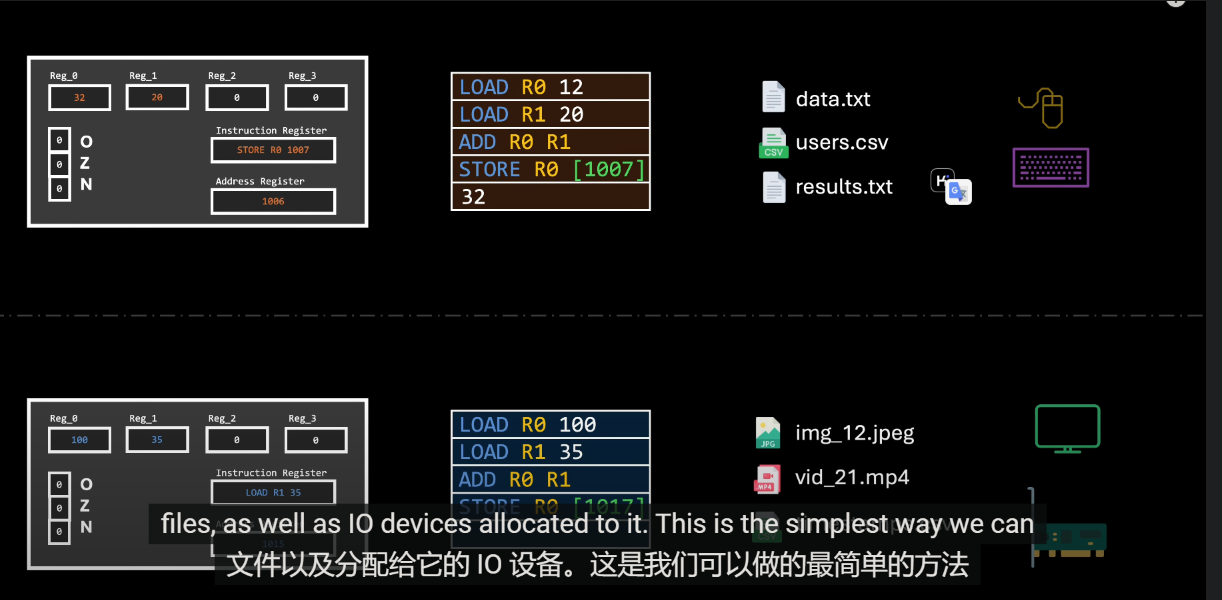 Reg_0 Reg_1 Reg_2 Reg_3
32 20 0 0
0 O
0 Z
0 N
Instruction Register
STORE R0 1007
Address Register
1006
LOAD R0 12
LOAD R1 20
ADD R0 R1
STORE R0 [1007]
32
data.txt
CSV users.csv
results.txt
Reg_0 Reg_1 Reg_2 Reg_3
100 35 0 0
0 O
0 Z
0 N
Instruction Register
LOAD R1 35
1015
LOAD R0 100
LOAD R1 35
ADD R0 R1
STORE R0 [1017]
JPG img_12.jpeg
MP4 vid_21.mp4
CSV
files, as well as IO devices allocated to it. This is the simplest way we can
文件以及分配给它的 IO 设备。这是我们可以做的最简单的方法